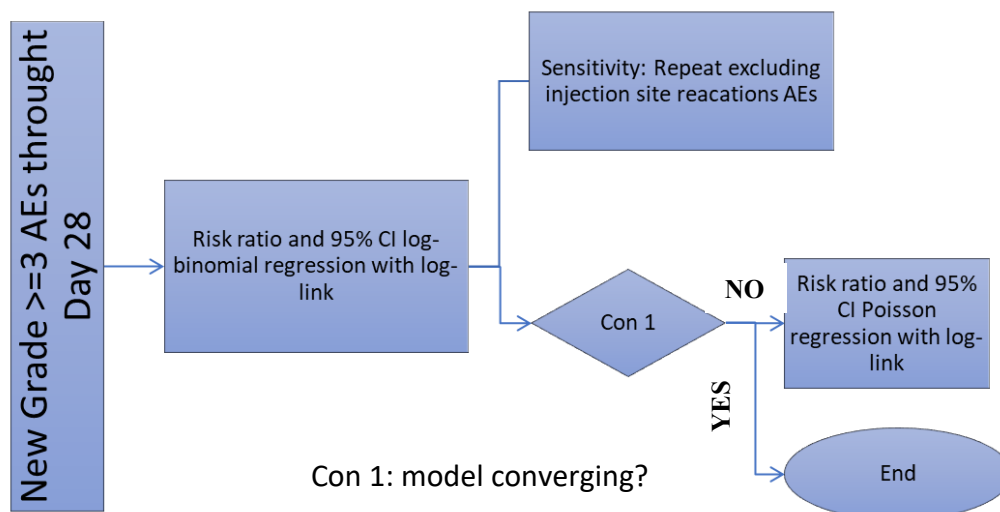 New Grade >=3 AEs throught
Day 28
Risk ratio and 95% CI log-
binomial regression with log-
link
Sensitivity: Repeat excluding
injection site reacations AEs
Con 1
NO
YES
Risk ratio and 95%
CI Poisson
regression with log-
link
End
Con 1: model converging?